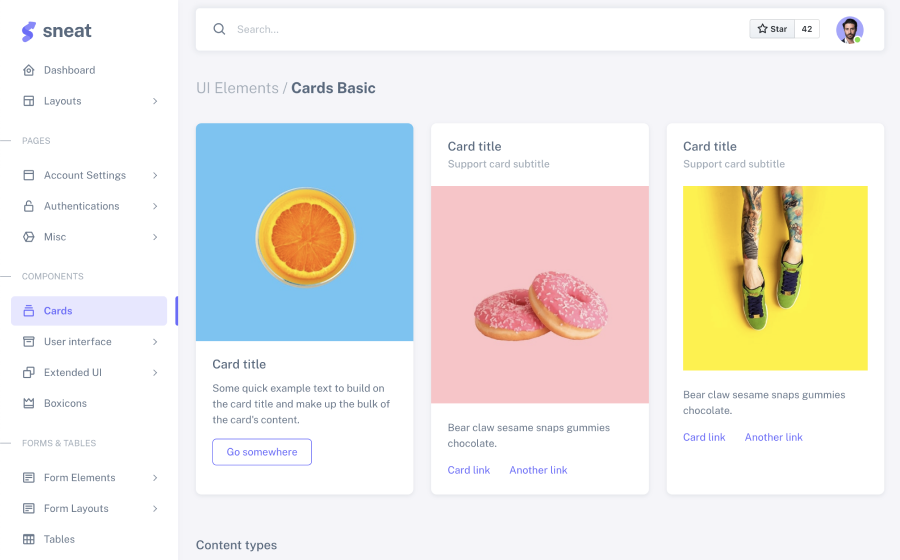 sneat
Dashboard
Layouts
PAGES
Account Settings
Authentications
Misc
COMPONENTS
Cards
User interface
Extended UI
Boxicons
FORMS & TABLES
Form Elements
Form Layouts
Tables
Search...
Star 42
UI Elements / Cards Basic
Card title
Some quick example text to build on
the card title and make up the bulk of
the card's content.
Go somewhere
Card title
Support card subtitle
Bear claw sesame snaps gummies
chocolate.
Card link Another link
Card title
Support card subtitle
Bear claw sesame snaps gummies
chocolate.
Card link Another link
Content types